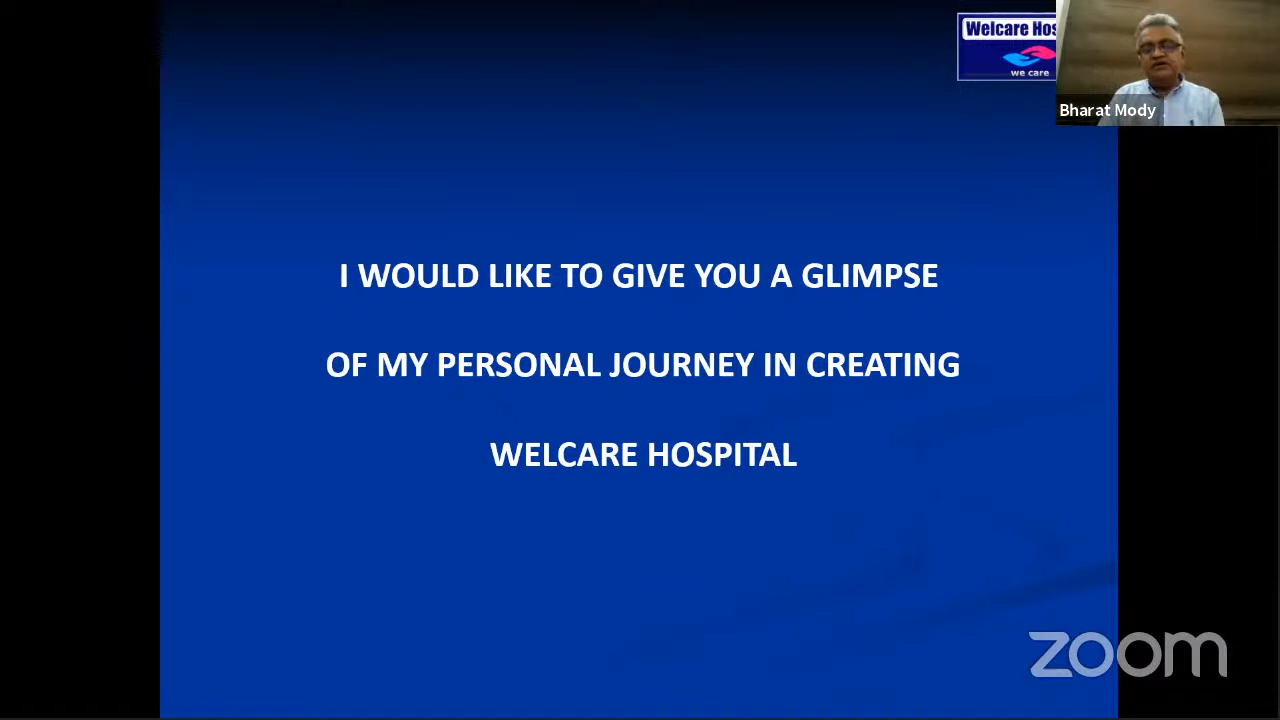 Welcare Hos
we care
Bharat Mody
I WOULD LIKE TO GIVE YOU A GLIMPSE
OF MY PERSONAL JOURNEY IN CREATING
WELCARE HOSPITAL
zoom